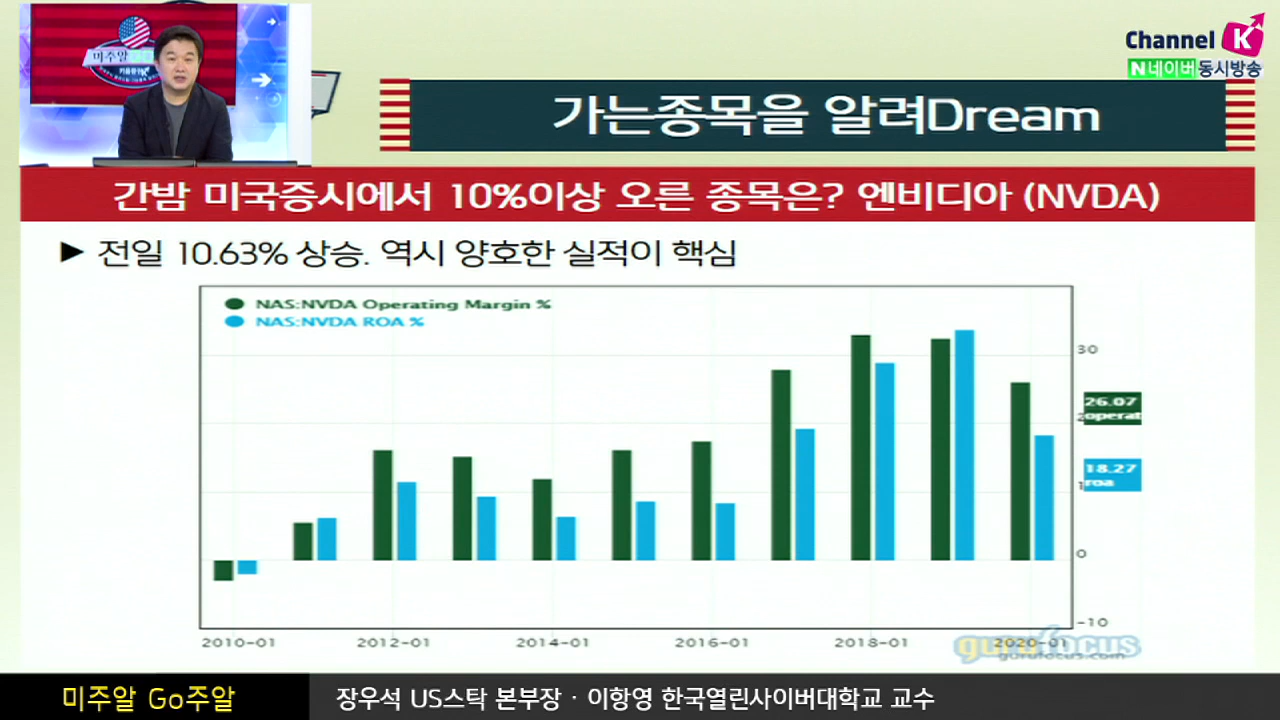 미주알
Channel K
N네이버 동시방송
가는종목을 알려Dream
간밤 미국증시에서 10%이상 오른 종목은? 엔비디아 (NVDA)
▶ 전일 10.63% 상승. 역시 양호한 실적이 핵심
NAS:NVDA Operating Margin %
NAS:NVDA ROA %
30
26.07
operat
18.27
roa
0
-10
2010-01 2012-01 2014-01 2016-01 2018-01 2020-01
gurufocus
gurufocus.com
미주알 Go주알
장우석 US스탁 본부장 · 이항영 한국열린사이버대학교 교수